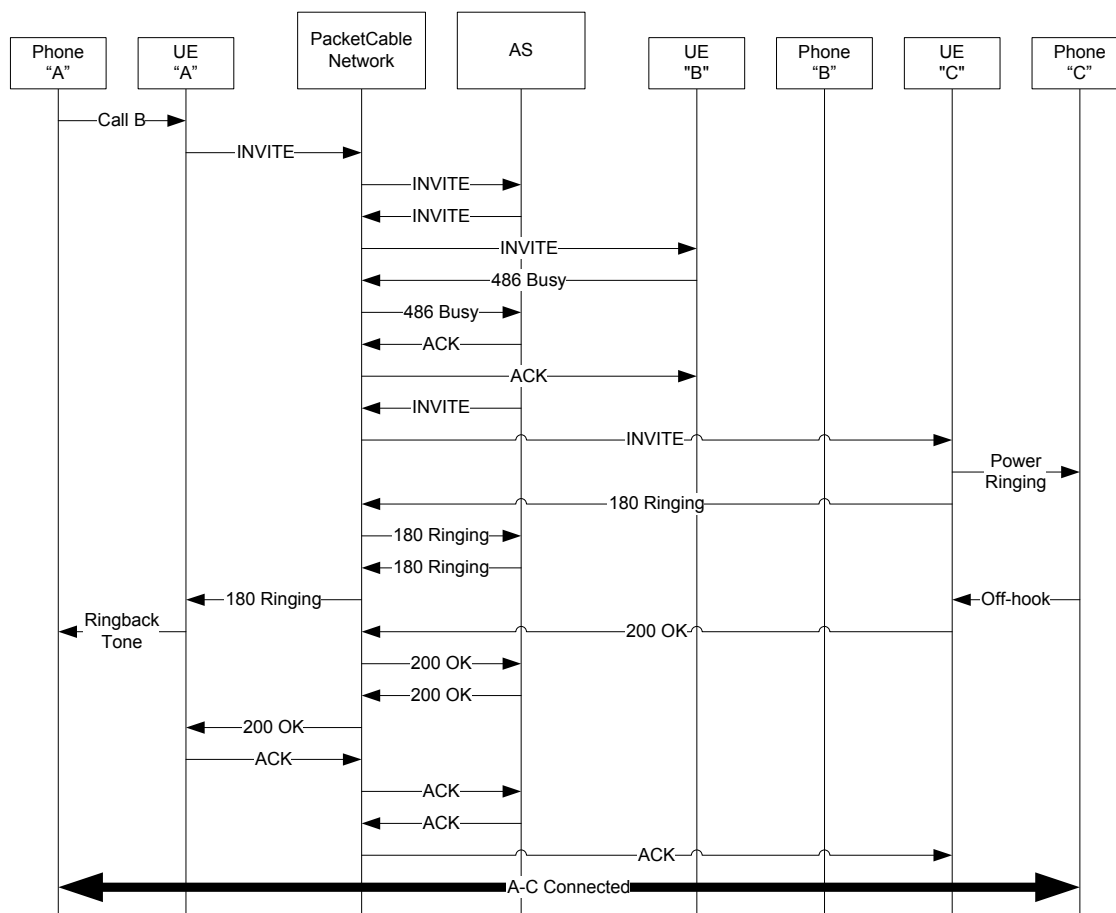 Phone
“A”
UE
“A”
PacketCable
Network
AS
UE
"B"
Phone
“B”
UE
"C"
Phone
“C”
Call B
INVITE
INVITE
INVITE
INVITE
486 Busy
486 Busy
ACK
ACK
INVITE
INVITE
Power
Ringing
180 Ringing
180 Ringing
180 Ringing
180 Ringing
Off-hook
Ringback
Tone
200 OK
200 OK
200 OK
200 OK
ACK
ACK
ACK
ACK
A-C Connected